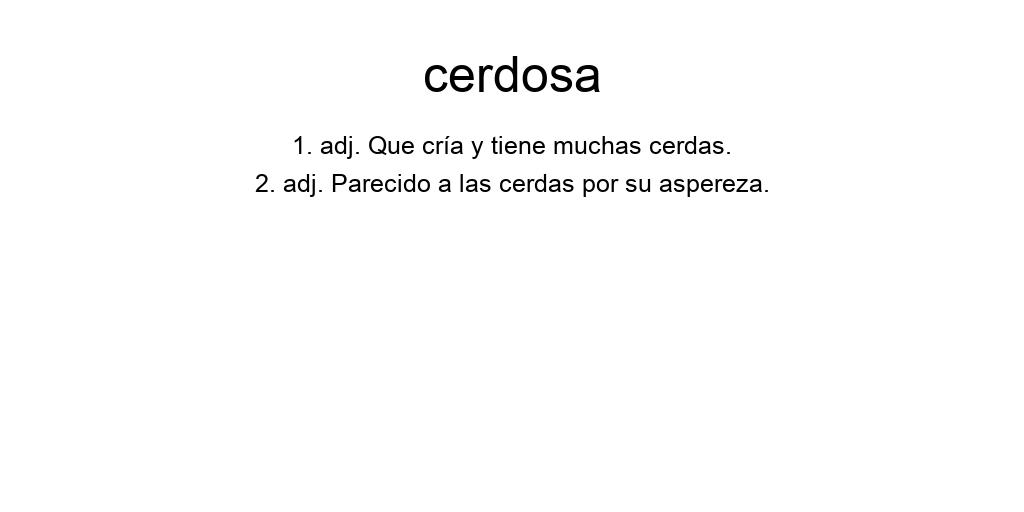 cerdosa
1. adj. Que cría y tiene muchas cerdas.
2. adj. Parecido a las cerdas por su aspereza.